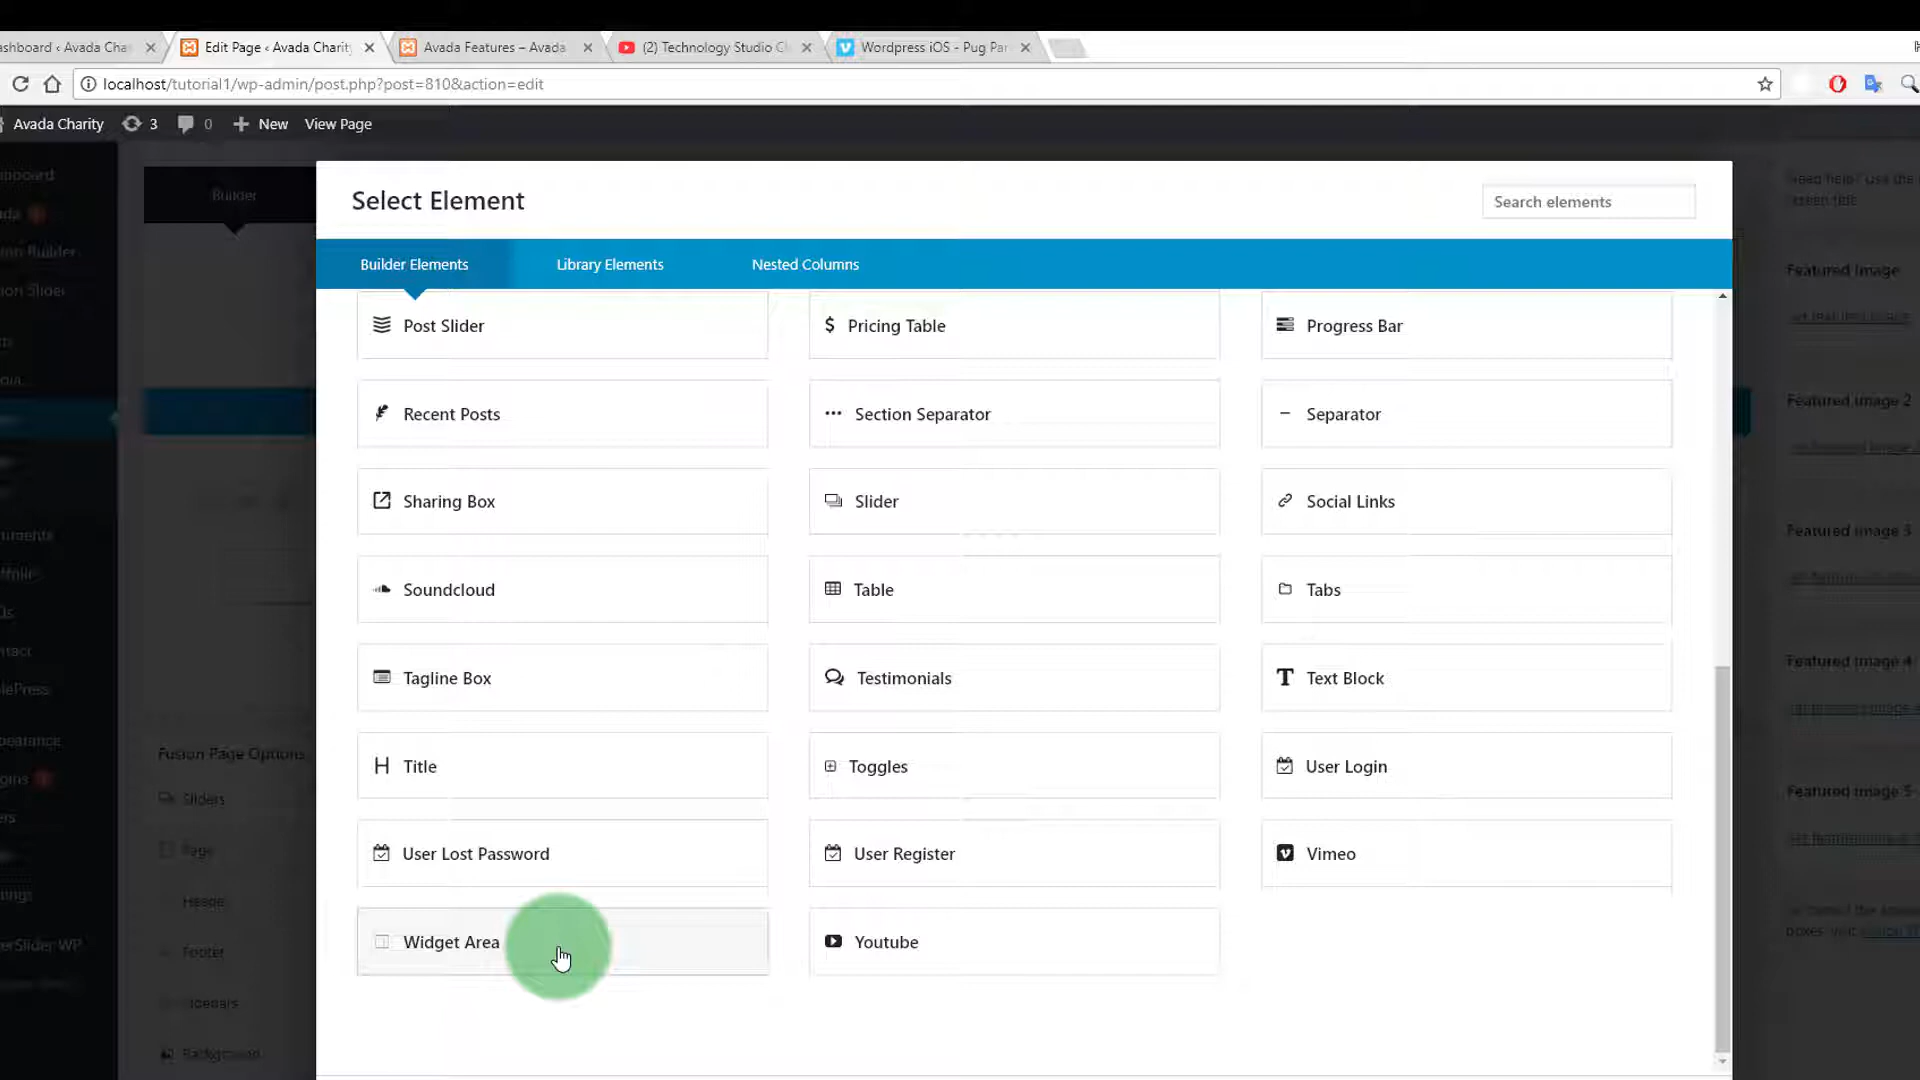 ashboard ‹ Avada Cha
Edit Page ‹ Avada Charity
Avada Features – Avada
(2) Technology Studio C
Wordpress iOS - Pug Par
localhost/tutorial1/wp-admin/post.php?post=810&action=edit
Avada Charity
3
0
New
View Page
Builder
Select Element
Search elements
Builder Elements
Library Elements
Nested Columns
Post Slider
Pricing Table
Progress Bar
Recent Posts
Section Separator
Separator
Sharing Box
Slider
Social Links
Soundcloud
Table
Tabs
Tagline Box
Testimonials
Text Block
Title
Toggles
User Login
User Lost Password
User Register
Vimeo
Widget Area
Youtube
Fusion Page Options
Sliders
Page
Footer
Sidebars
Background
Featured Image
Featured Image 2
Featured Image 3
Featured Image 4
Featured Image 5